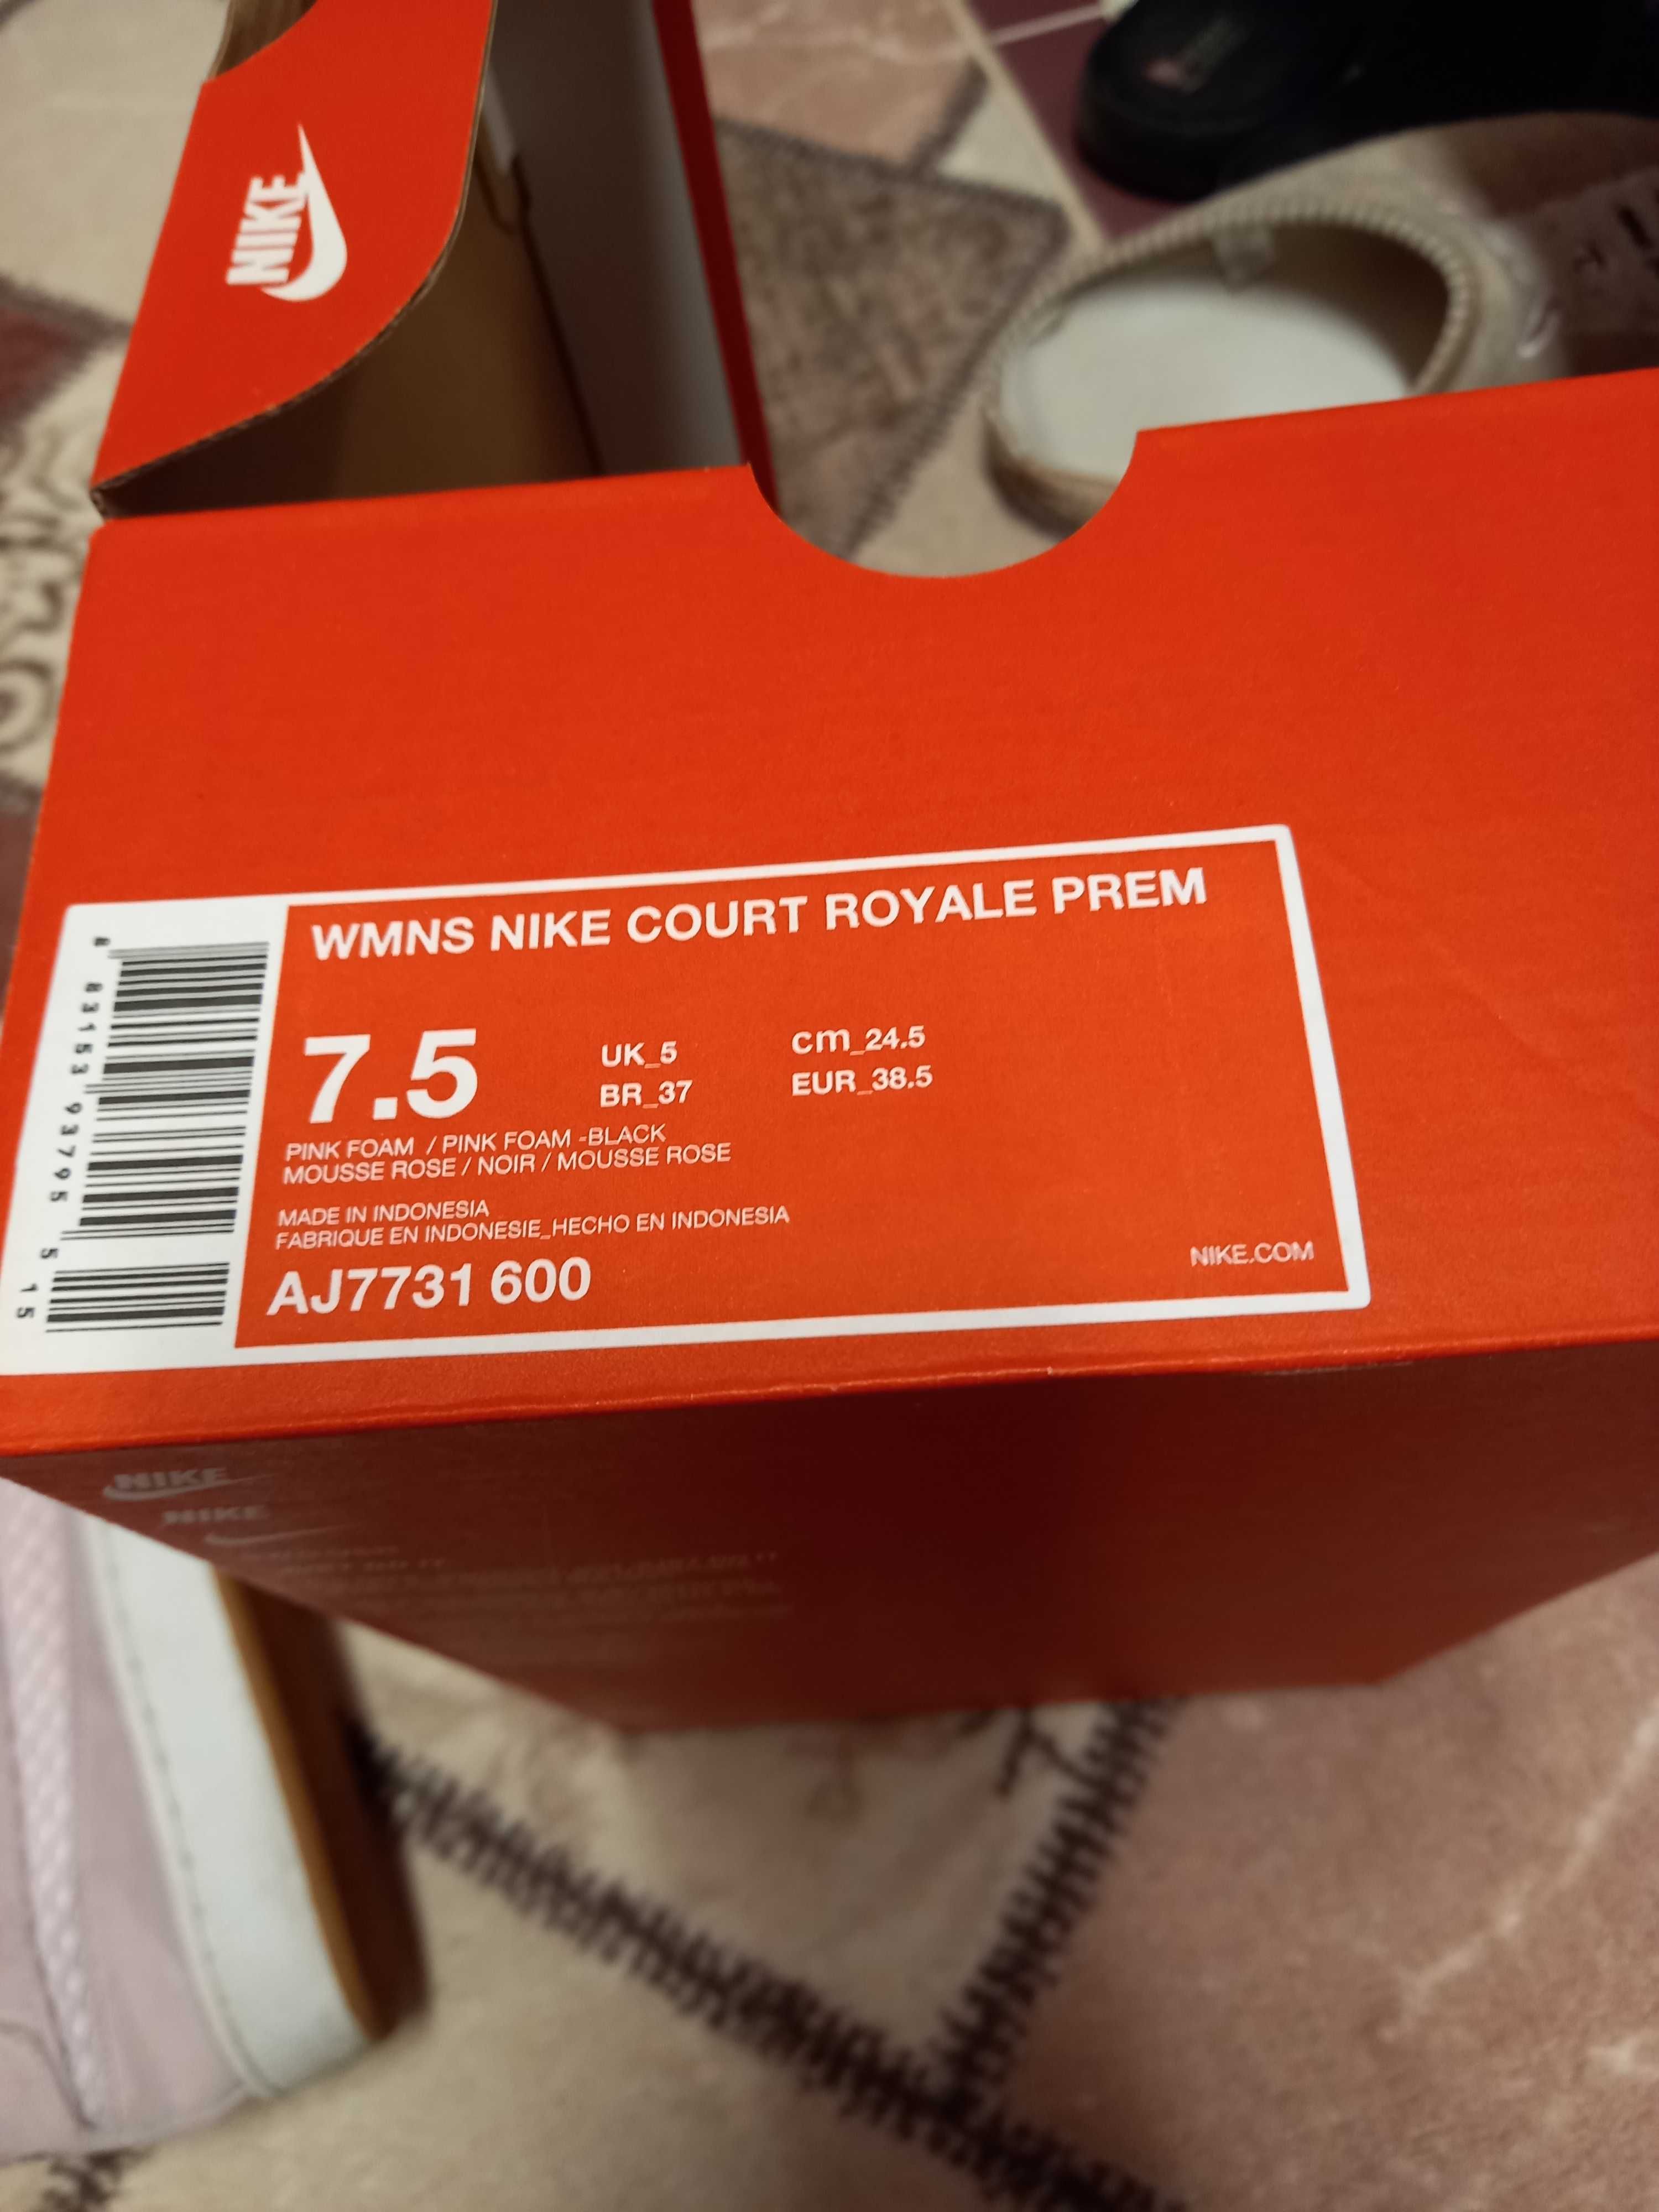 NIKE
WMNS NIKE COURT ROYALE PREM
7.5
UK_5
cm_24.5
BR_37
EUR_38.5
PINK FOAM / PINK FOAM -BLACK
MOUSSE ROSE / NOIR / MOUSSE ROSE
MADE IN INDONESIA
FABRIQUE EN INDONESIE_HECHO EN INDONESIA
AJ7731 600
NIKE.COM
8 83153 93795 5 15
NIKE
NIKE